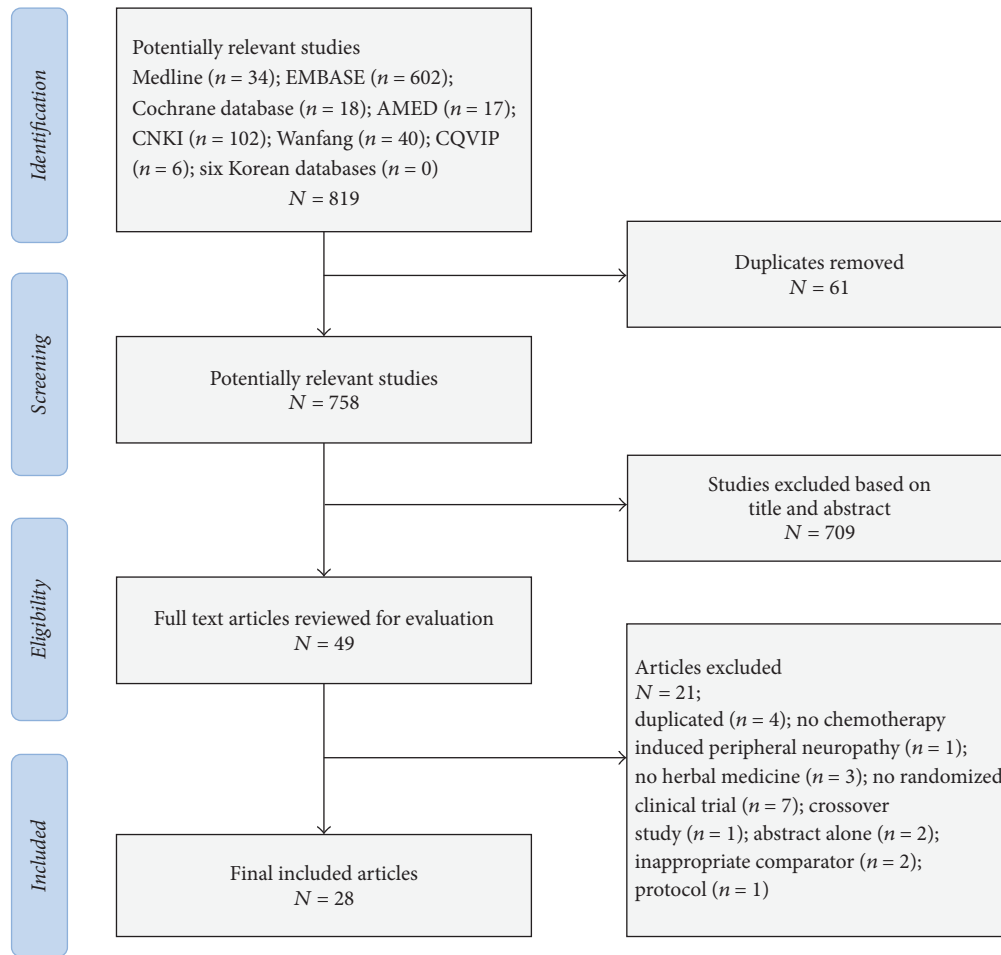 Identification
Potentially relevant studies
Medline (n = 34); EMBASE (n = 602);
Cochrane database (n = 18); AMED (n = 17);
CNKI (n = 102); Wanfang (n = 40); CQVIP
(n = 6); six Korean databases (n = 0)
N = 819
Duplicates removed
N = 61
Screening
Potentially relevant studies
N = 758
Studies excluded based on
title and abstract
N = 709
Eligibility
Full text articles reviewed for evaluation
N = 49
Articles excluded
N = 21;
duplicated (n = 4); no chemotherapy
induced peripheral neuropathy (n = 1);
no herbal medicine (n = 3); no randomized
clinical trial (n = 7); crossover
study (n = 1); abstract alone (n = 2);
inappropriate comparator (n = 2);
protocol (n = 1)
Included
Final included articles
N = 28